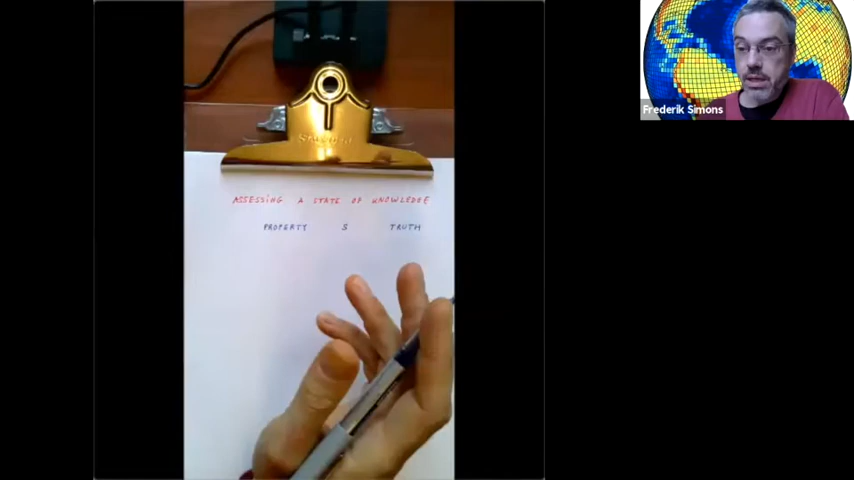 ASSESSING A STATE OF KNOWLEDGE
PROPERTY S TRUTH
Frederik Simons